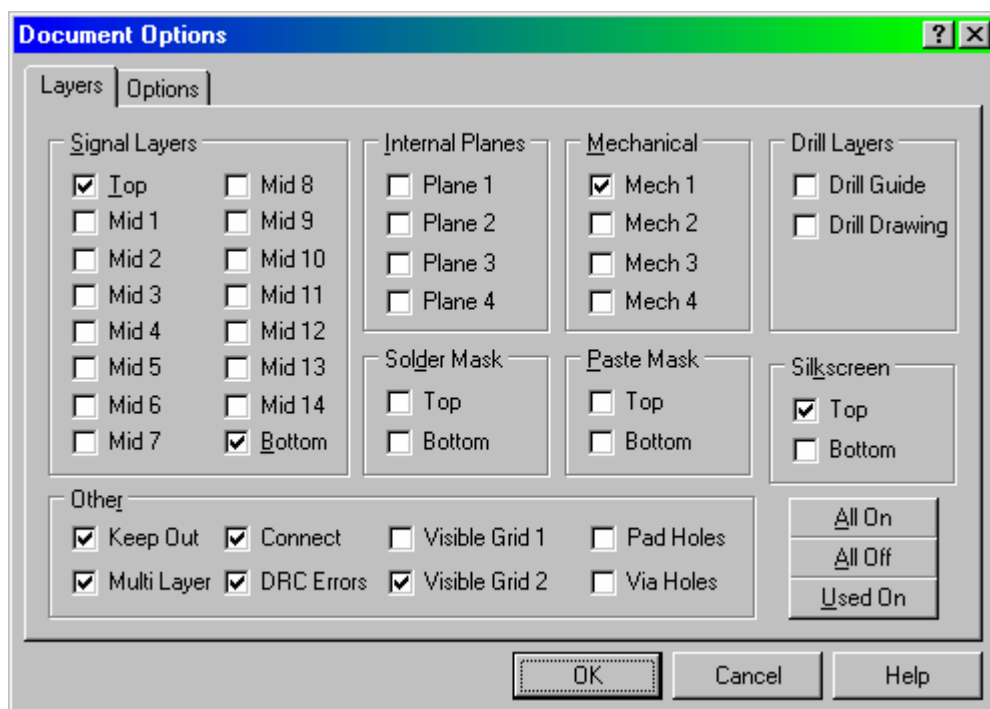 Document Options
Layers Options
Signal Layers
Top
Mid 1
Mid 2
Mid 3
Mid 4
Mid 5
Mid 6
Mid 7
Mid 8
Mid 9
Mid 10
Mid 11
Mid 12
Mid 13
Mid 14
Bottom
Internal Planes
Plane 1
Plane 2
Plane 3
Plane 4
Mechanical
Mech 1
Mech 2
Mech 3
Mech 4
Drill Layers
Drill Guide
Drill Drawing
Solder Mask
Top
Bottom
Paste Mask
Top
Bottom
Silkscreen
Top
Bottom
Other
Keep Out
Connect
Visible Grid 1
Pad Holes
Multi Layer
DRC Errors
Visible Grid 2
Via Holes
All On
All Off
Used On
OK
Cancel
Help